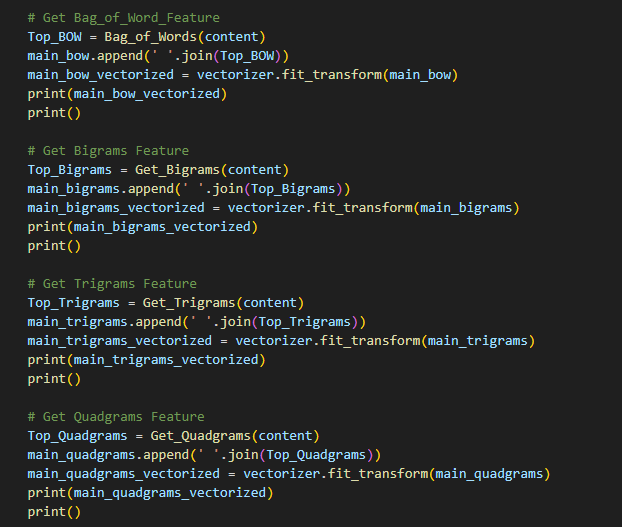 # Get Bag_of_Word_Feature
Top_BOW = Bag_of_Words(content)
main_bow.append(' '.join(Top_BOW))
main_bow_vectorized = vectorizer.fit_transform(main_bow)
print(main_bow_vectorized)
print()

# Get Bigrams Feature
Top_Bigrams = Get_Bigrams(content)
main_bigrams.append(' '.join(Top_Bigrams))
main_bigrams_vectorized = vectorizer.fit_transform(main_bigrams)
print(main_bigrams_vectorized)
print()

# Get Trigrams Feature
Top_Trigrams = Get_Trigrams(content)
main_trigrams.append(' '.join(Top_Trigrams))
main_trigrams_vectorized = vectorizer.fit_transform(main_trigrams)
print(main_trigrams_vectorized)
print()

# Get Quadgrams Feature
Top_Quadgrams = Get_Quadgrams(content)
main_quadgrams.append(' '.join(Top_Quadgrams))
main_quadgrams_vectorized = vectorizer.fit_transform(main_quadgrams)
print(main_quadgrams_vectorized)
print()